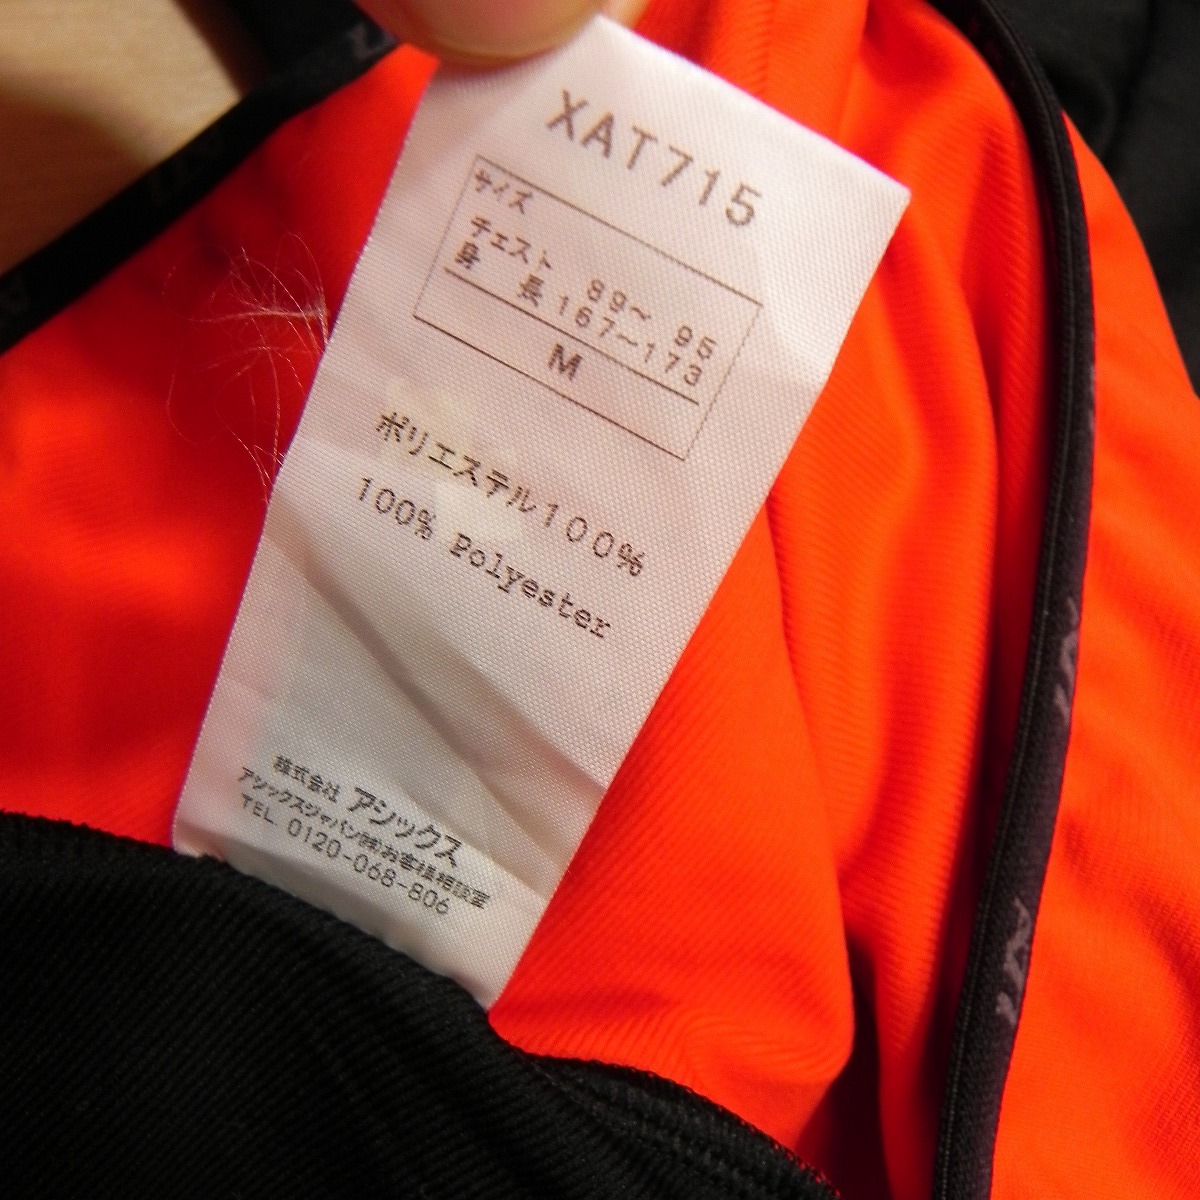 XAT715
サイズ
チェスト 89～ 95
身 長 167～173
M
ポリエステル100%
100% Polyester
株式会社 アシックス
アシックスジャパン㈱お客様相談室
TEL 0120-068-806